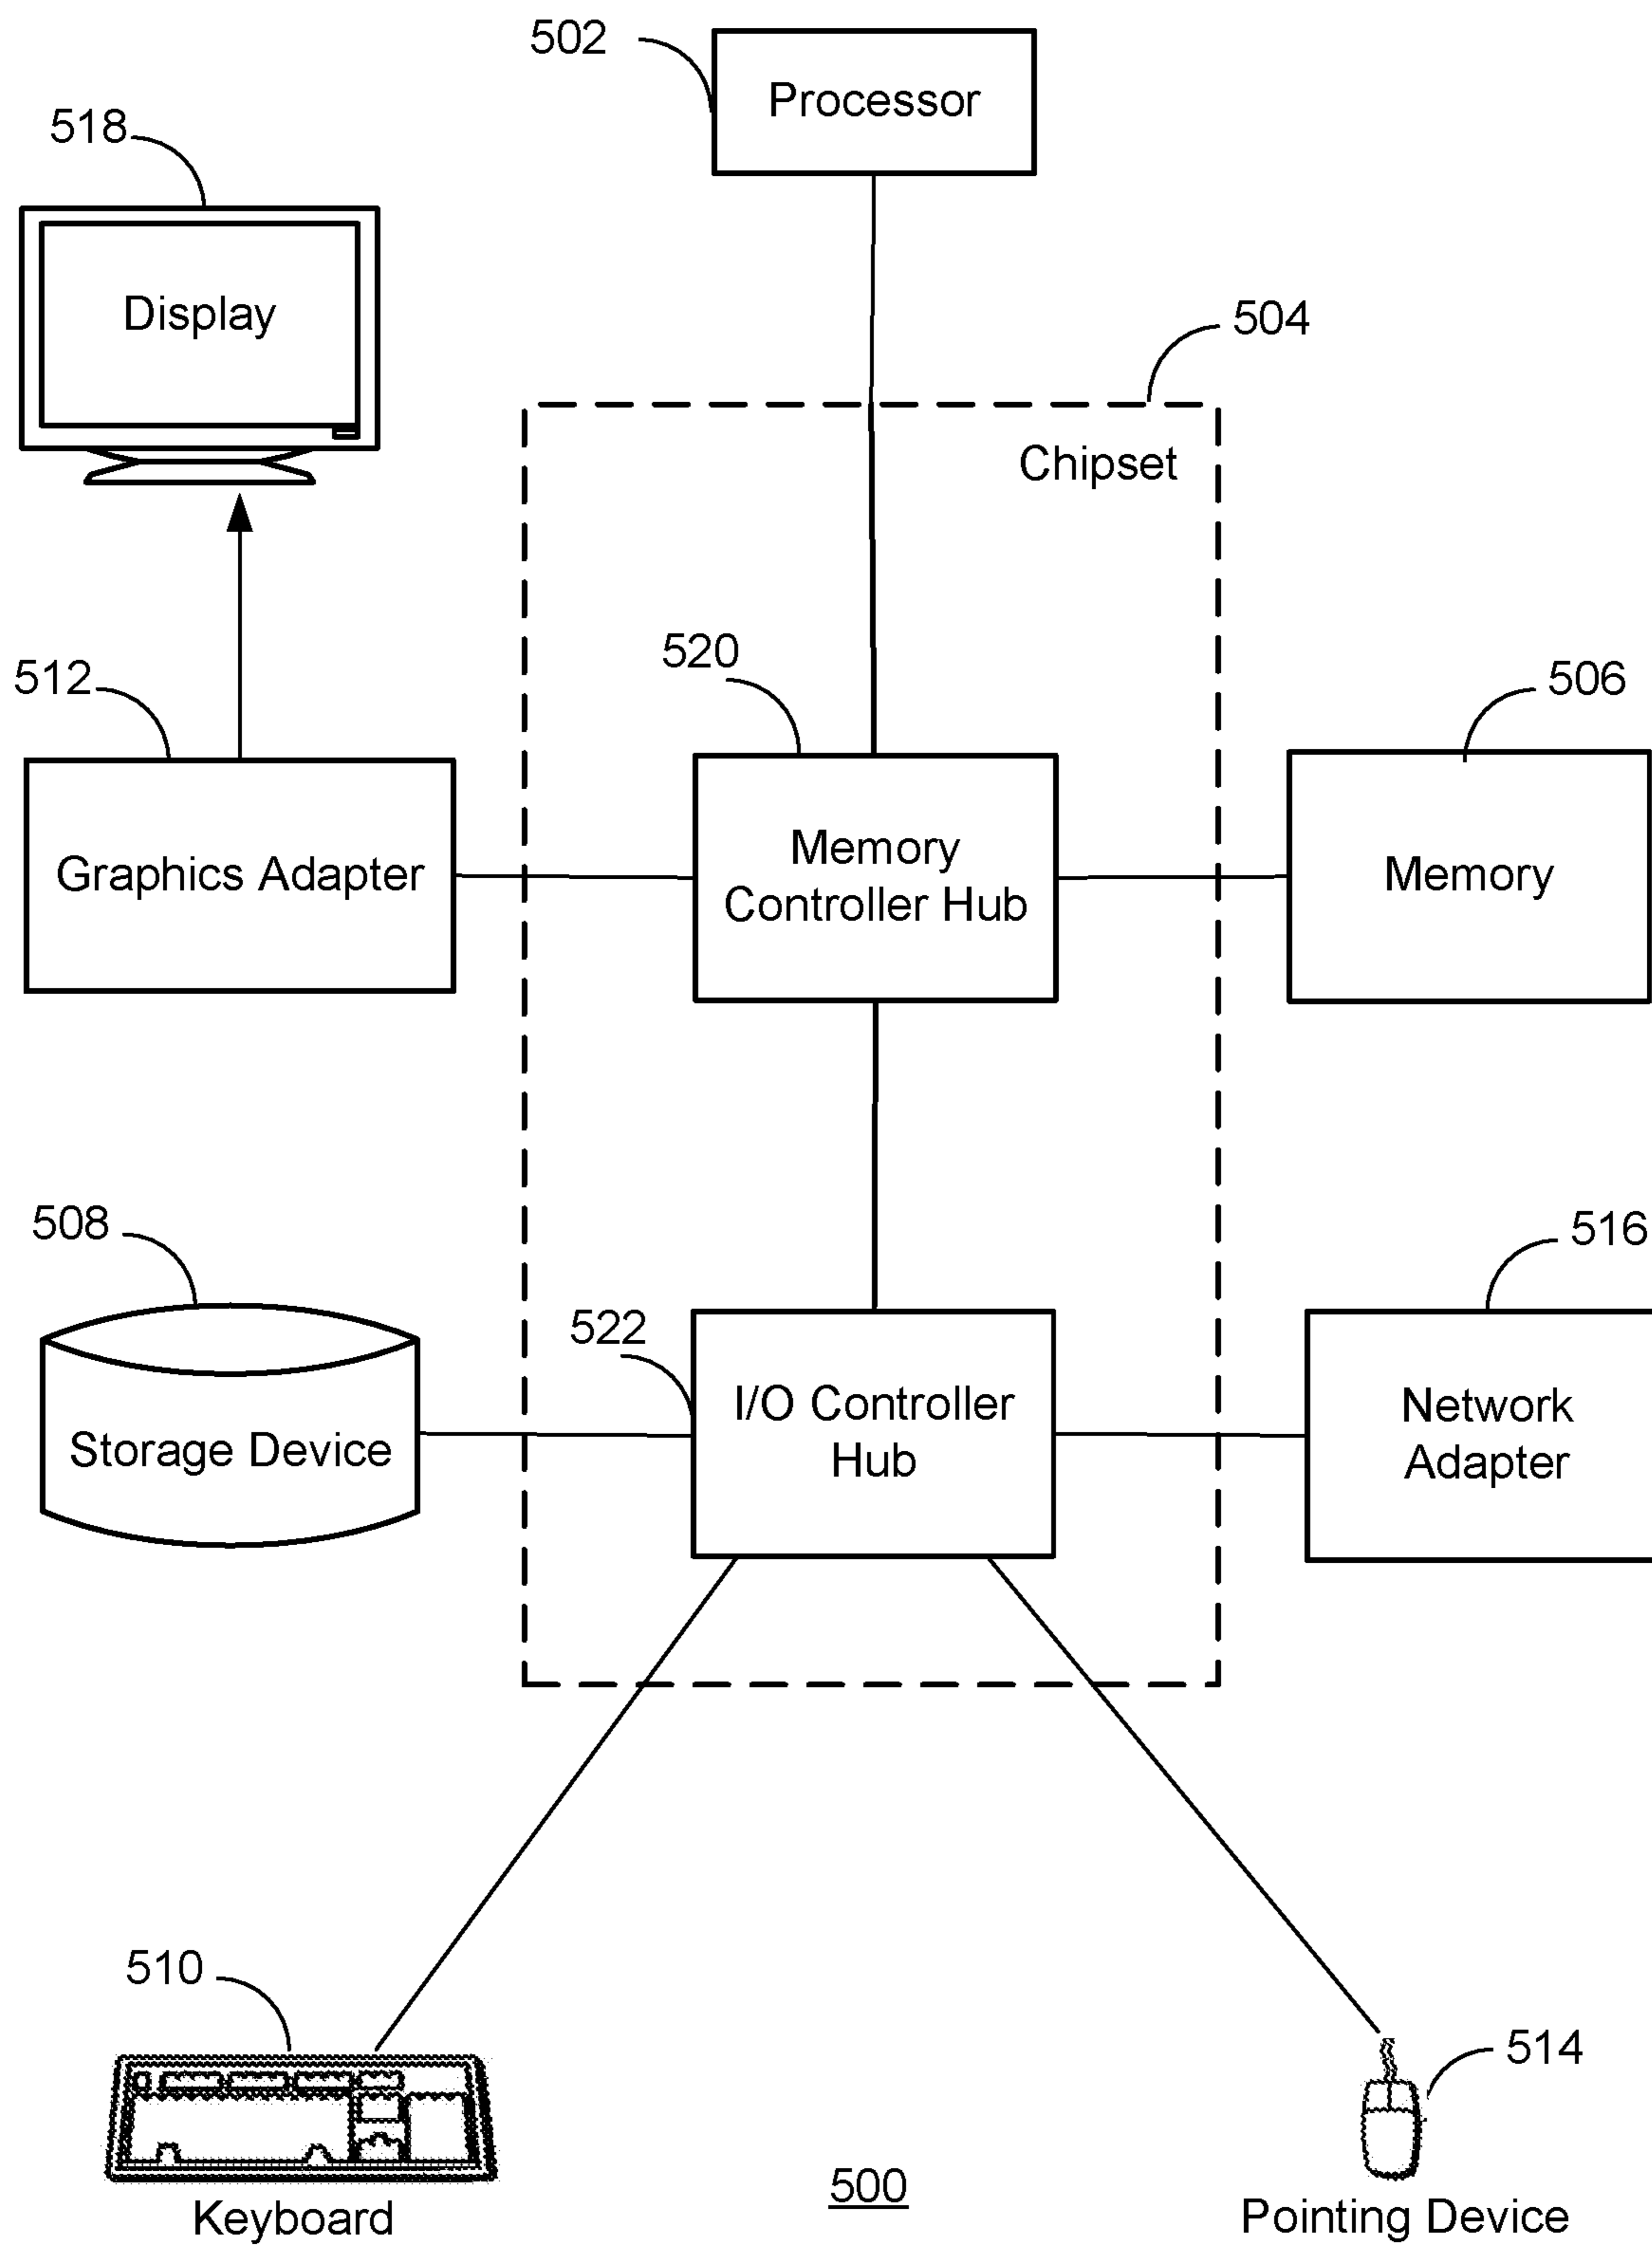 502
Processor
518
Display
504
Chipset
520
512
506
Graphics Adapter
Memory
Controller Hub
Memory
508
516
522
Storage Device
I/O Controller
Hub
Network
Adapter
510
514
Keyboard
500
Pointing Device